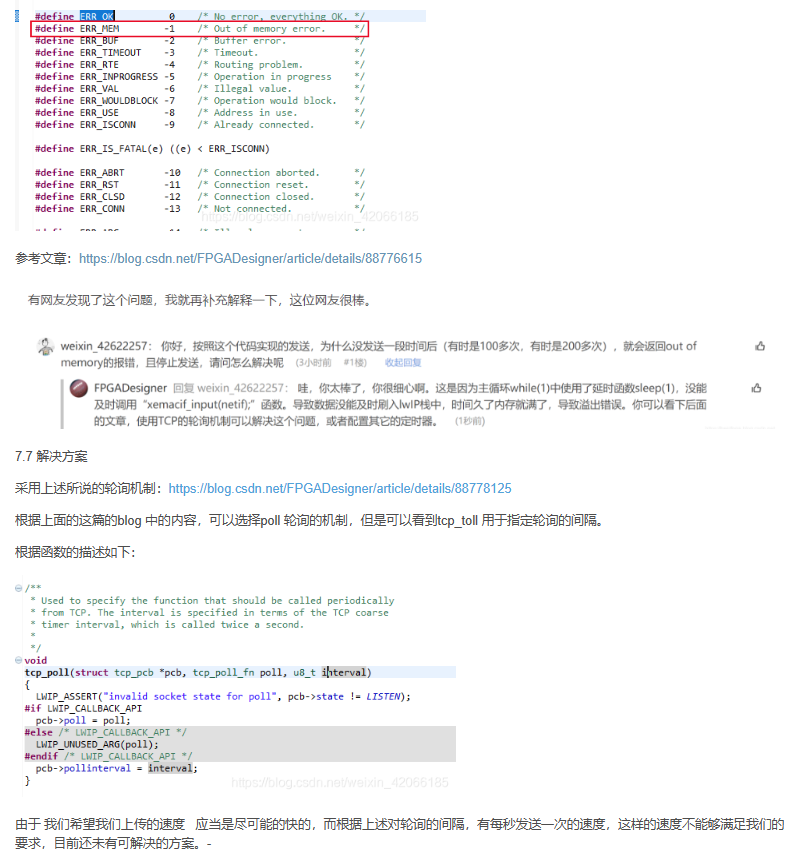 #define ERR_OK 0 /* No error, everything OK. */
#define ERR_MEM -1 /* Out of memory error. */
#define ERR_BUF -2 /* Buffer error. */
#define ERR_TIMEOUT -3 /* Timeout. */
#define ERR_RTE -4 /* Routing problem. */
#define ERR_INPROGRESS -5 /* Operation in progress */
#define ERR_VAL -6 /* Illegal value. */
#define ERR_WOULDBLOCK -7 /* Operation would block. */
#define ERR_USE -8 /* Address in use. */
#define ERR_ISCONN -9 /* Already connected. */
#define ERR_IS_FATAL(e) ((e) < ERR_ISCONN)
#define ERR_ABRT -10 /* Connection aborted. */
#define ERR_RST -11 /* Connection reset. */
#define ERR_CLSD -12 /* Connection closed. */
#define ERR_CONN -13 /* Not connected. */
https://blog.csdn.net/weixin_42066185
参考文章：https://blog.csdn.net/FPGADesigner/article/details/88776615
有网友发现了这个问题，我就再补充解释一下，这位网友很棒。
weixin_42622257： 你好，按照这个代码实现的发送，为什么没发送一段时间后（有时是100多次，有时是200多次），就会返回out of
memory的报错，且停止发送，请问怎么解决呢 (3小时前 #1楼) 收起回复
FPGADesigner 回复 weixin_42622257： 哇，你太棒了，你很细心啊。这是因为主循环while(1)中使用了延时函数sleep(1)，没能
及时调用“xemacif_input(netif);”函数。导致数据没能及时刷入lwIP栈中，时间久了内存就满了，导致溢出错误。你可以看下后面
的文章，使用TCP的轮询机制可以解决这个问题，或者配置其它的定时器。 (1秒前)
7.7 解决方案
采用上述所说的轮询机制：https://blog.csdn.net/FPGADesigner/article/details/88778125
根据上面的这篇的blog 中的内容，可以选择poll 轮询的机制，但是可以看到tcp_toll 用于指定轮询的间隔。
根据函数的描述如下：
/**
* Used to specify the function that should be called periodically
* from TCP. The interval is specified in terms of the TCP coarse
* timer interval, which is called twice a second.
*
*/
void
tcp_poll(struct tcp_pcb *pcb, tcp_poll_fn poll, u8_t interval)
{
LWIP_ASSERT("invalid socket state for poll", pcb->state != LISTEN);
#if LWIP_CALLBACK_API
pcb->poll = poll;
#else /* LWIP_CALLBACK_API */
LWIP_UNUSED_ARG(poll);
#endif /* LWIP_CALLBACK_API */
pcb->pollinterval = interval;
}
https://blog.csdn.net/weixin_42066185
由于 我们希望我们上传的速度 应当是尽可能的快的，而根据上述对轮询的间隔，有每秒发送一次的速度，这样的速度不能够满足我们的
要求，目前还未有可解决的方案。-